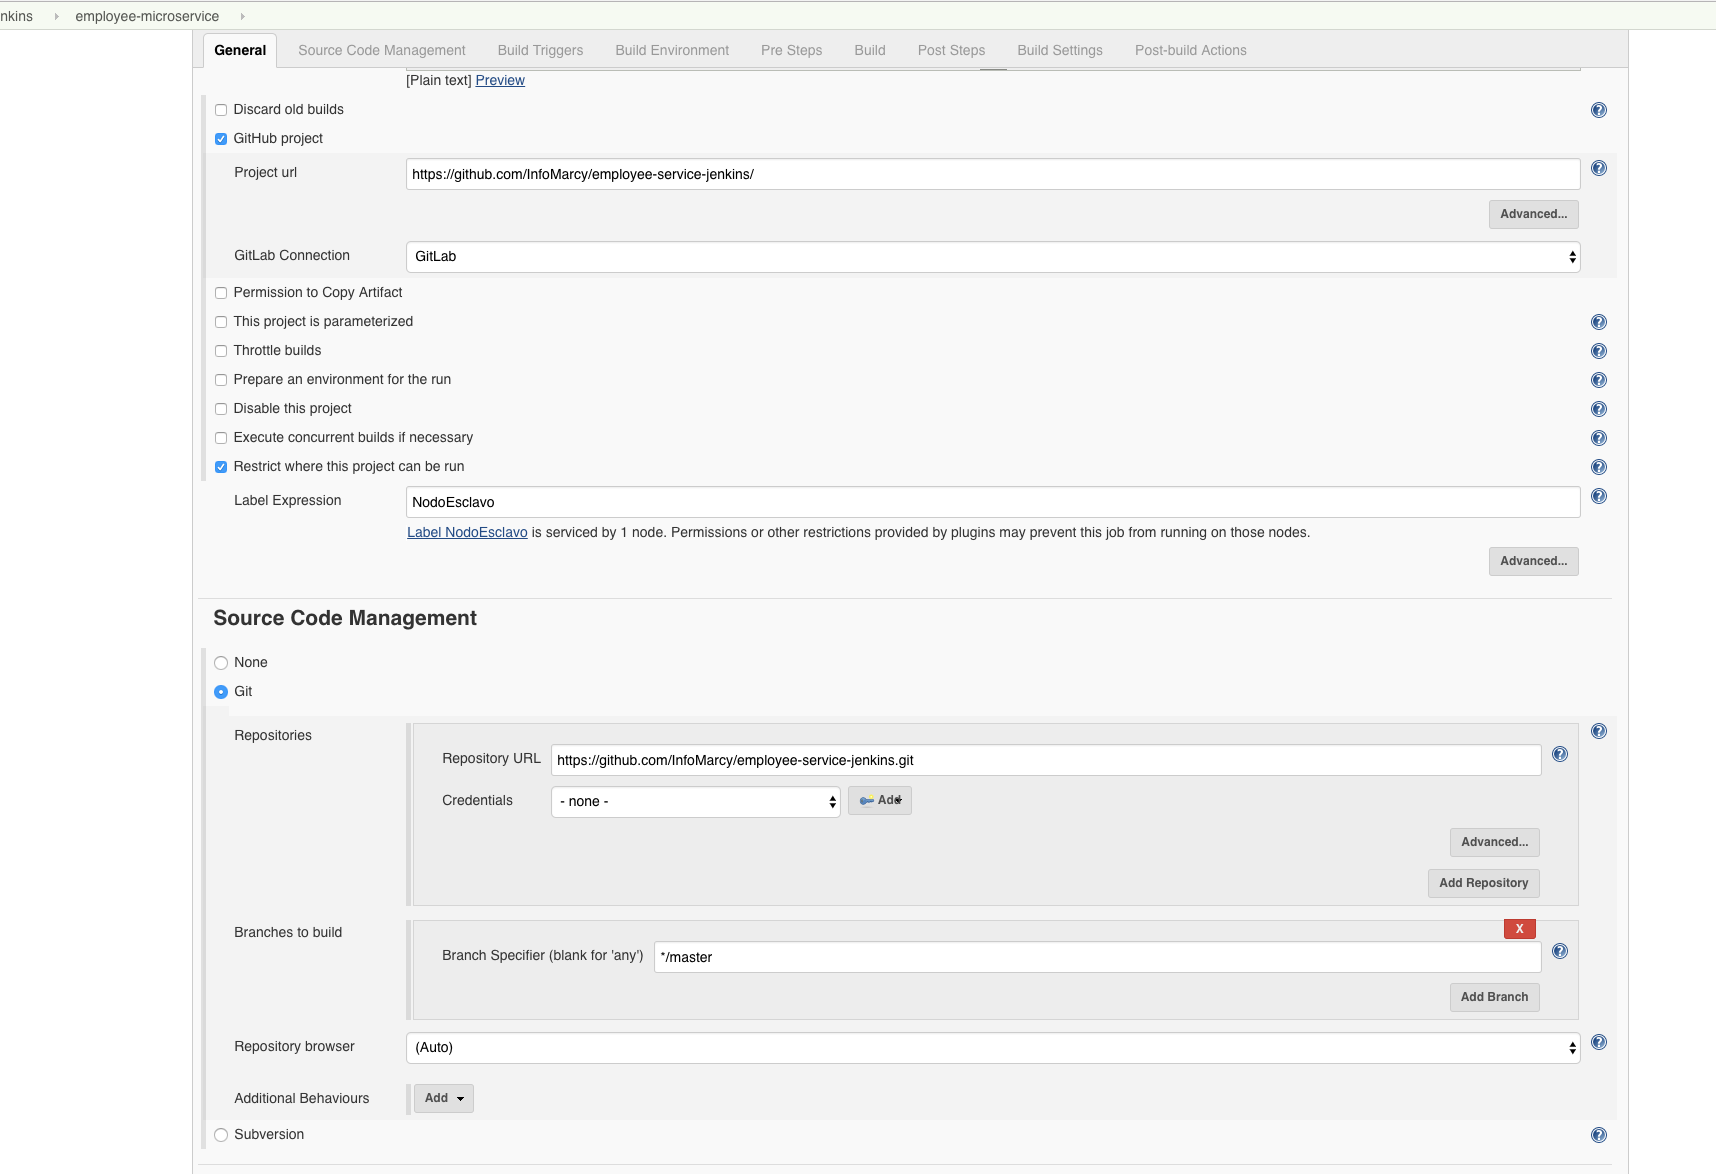 nkins employee-microservice
General Source Code Management Build Triggers Build Environment Pre Steps Build Post Steps Build Settings Post-build Actions
[Plain text] Preview
Discard old builds
GitHub project
Project url https://github.com/InfoMarcy/employee-service-jenkins/
Advanced...
GitLab Connection GitLab
Permission to Copy Artifact
This project is parameterized
Throttle builds
Prepare an environment for the run
Disable this project
Execute concurrent builds if necessary
Restrict where this project can be run
Label Expression NodoEsclavo
Label NodoEsclavo is serviced by 1 node. Permissions or other restrictions provided by plugins may prevent this job from running on those nodes.
Advanced...
Source Code Management
None
Git
Repositories
Repository URL https://github.com/InfoMarcy/employee-service-jenkins.git
Credentials - none - Add
Advanced...
Add Repository
Branches to build
X
Branch Specifier (blank for 'any') */master
Add Branch
Repository browser (Auto)
Additional Behaviours Add
Subversion